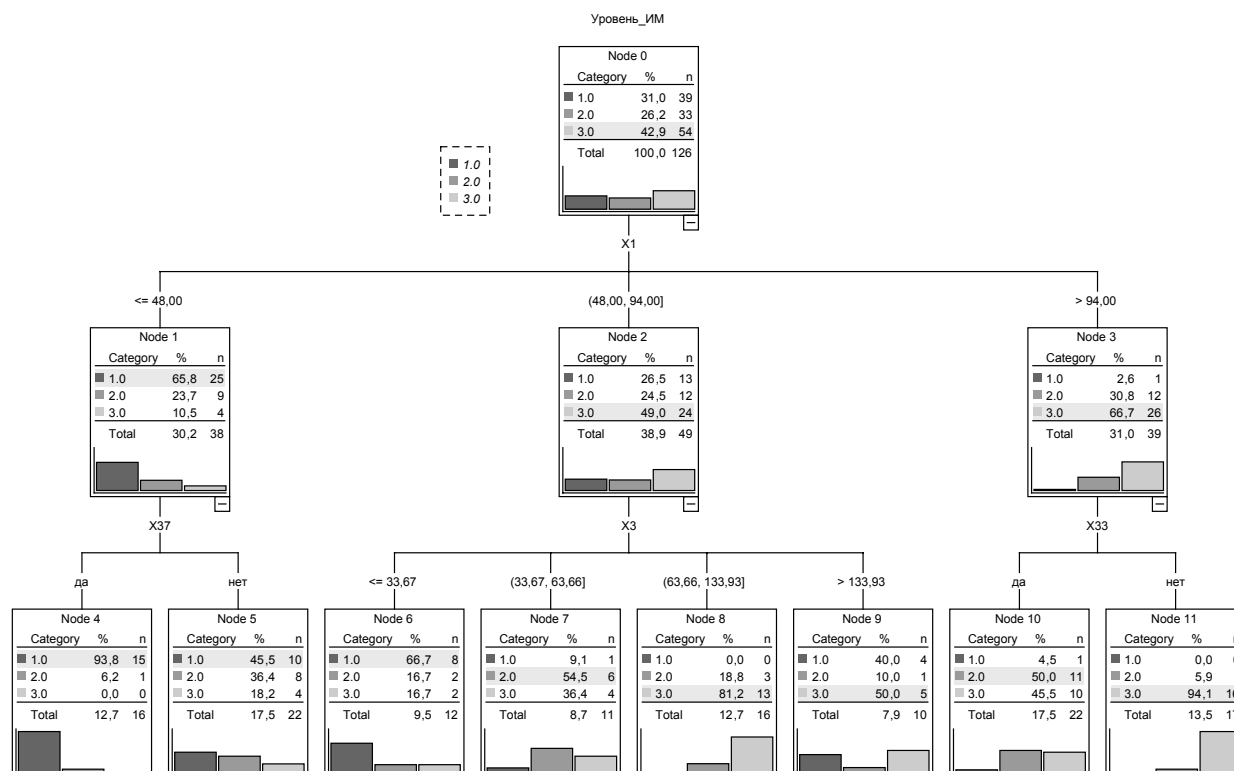 Уровень_ИМ
Node 0
Category % n
1.0 31,0 39
2.0 26,2 33
3.0 42,9 54
Total 100,0 126
1.0
2.0
3.0
X1
<= 48,00
(48,00, 94,00]
> 94,00
Node 1
Category % n
1.0 65,8 25
2.0 23,7 9
3.0 10,5 4
Total 30,2 38
Node 2
Category % n
1.0 26,5 13
2.0 24,5 12
3.0 49,0 24
Total 38,9 49
Node 3
Category % n
1.0 2,6 1
2.0 30,8 12
3.0 66,7 26
Total 31,0 39
X37
X3
X33
да
нет
<= 33,67
(33,67, 63,66]
(63,66, 133,93]
> 133,93
да
нет
Node 4
Category % n
1.0 93,8 15
2.0 6,2 1
3.0 0,0 0
Total 12,7 16
Node 5
Category % n
1.0 45,5 10
2.0 36,4 8
3.0 18,2 4
Total 17,5 22
Node 6
Category % n
1.0 66,7 8
2.0 16,7 2
3.0 16,7 2
Total 9,5 12
Node 7
Category % n
1.0 9,1 1
2.0 54,5 6
3.0 36,4 4
Total 8,7 11
Node 8
Category % n
1.0 0,0 0
2.0 18,8 3
3.0 81,2 13
Total 12,7 16
Node 9
Category % n
1.0 40,0 4
2.0 10,0 1
3.0 50,0 5
Total 7,9 10
Node 10
Category % n
1.0 4,5 1
2.0 50,0 11
3.0 45,5 10
Total 17,5 22
Node 11
Category %
1.0 0,0
2.0 5,9
3.0 94,1 16
Total 13,5 17